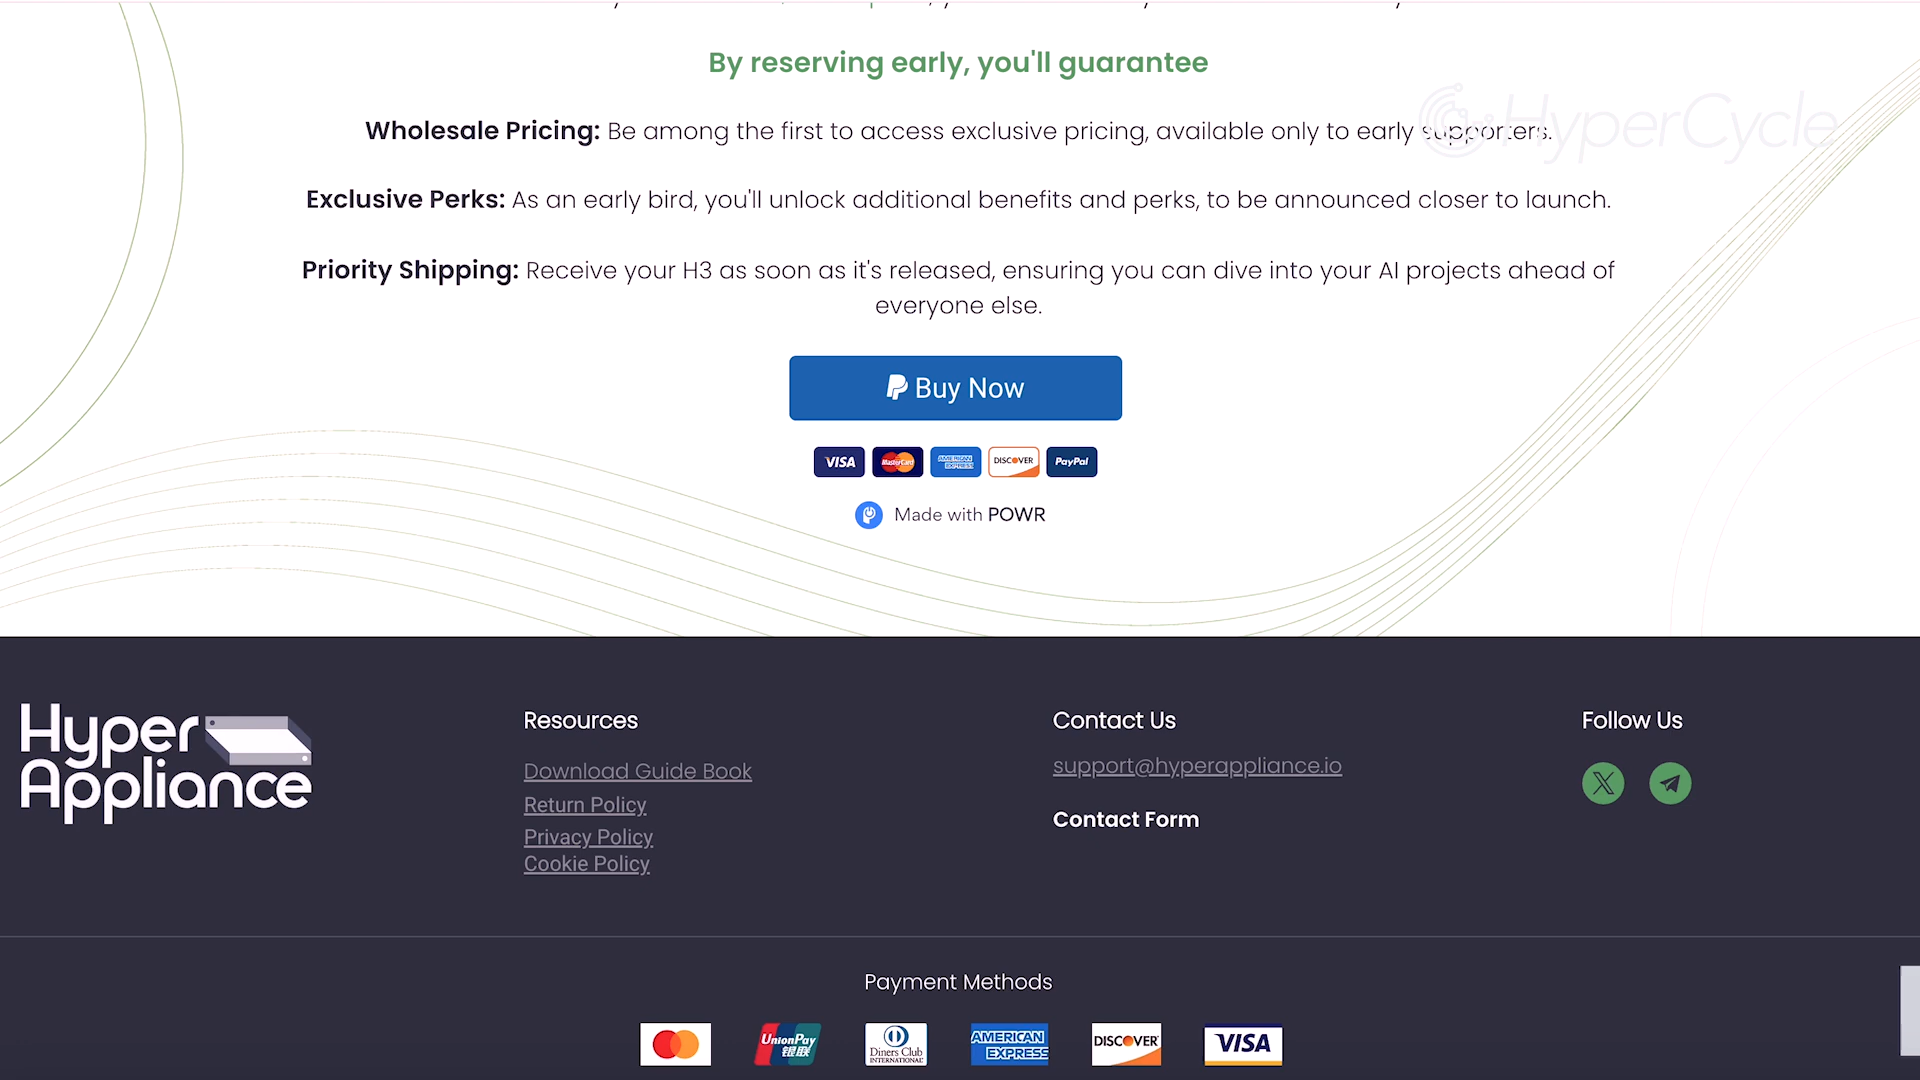 By reserving early, you'll guarantee
Wholesale Pricing: Be among the first to access exclusive pricing, available only to early supporters.
HyperCycle
Exclusive Perks: As an early bird, you'll unlock additional benefits and perks, to be announced closer to launch.
Priority Shipping: Receive your H3 as soon as it's released, ensuring you can dive into your AI projects ahead of
everyone else.
Buy Now
VISA MasterCard AMERICAN EXPRESS DISCOVER PayPal
Made with POWR
Hyper
Appliance
Resources
Download Guide Book
Return Policy
Privacy Policy
Cookie Policy
Contact Us
support@hyperappliance.io
Contact Form
Follow Us
Payment Methods
UnionPay
银联
Diners Club
INTERNATIONAL
AMERICAN
EXPRESS
DISCOVER
VISA